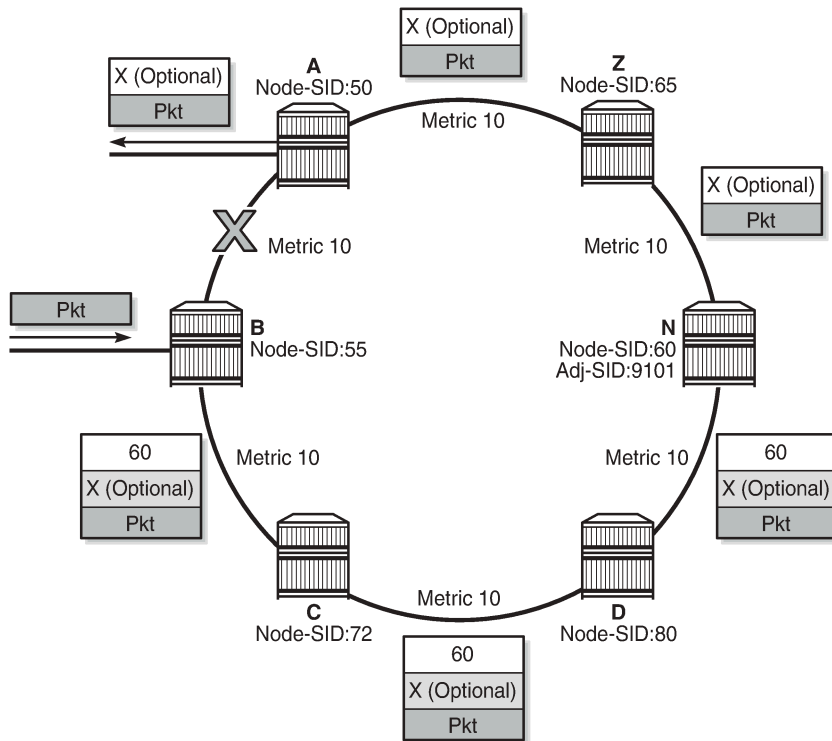 X (Optional)
Pkt
A
Node-SID:50
Z
Node-SID:65
X (Optional)
Pkt
Metric 10
X (Optional)
Pkt
X
Metric 10
Metric 10
Pkt
B
Node-SID:55
N
Node-SID:60
Adj-SID:9101
60
X (Optional)
Pkt
Metric 10
Metric 10
60
X (Optional)
Pkt
Metric 10
C
Node-SID:72
D
Node-SID:80
60
X (Optional)
Pkt